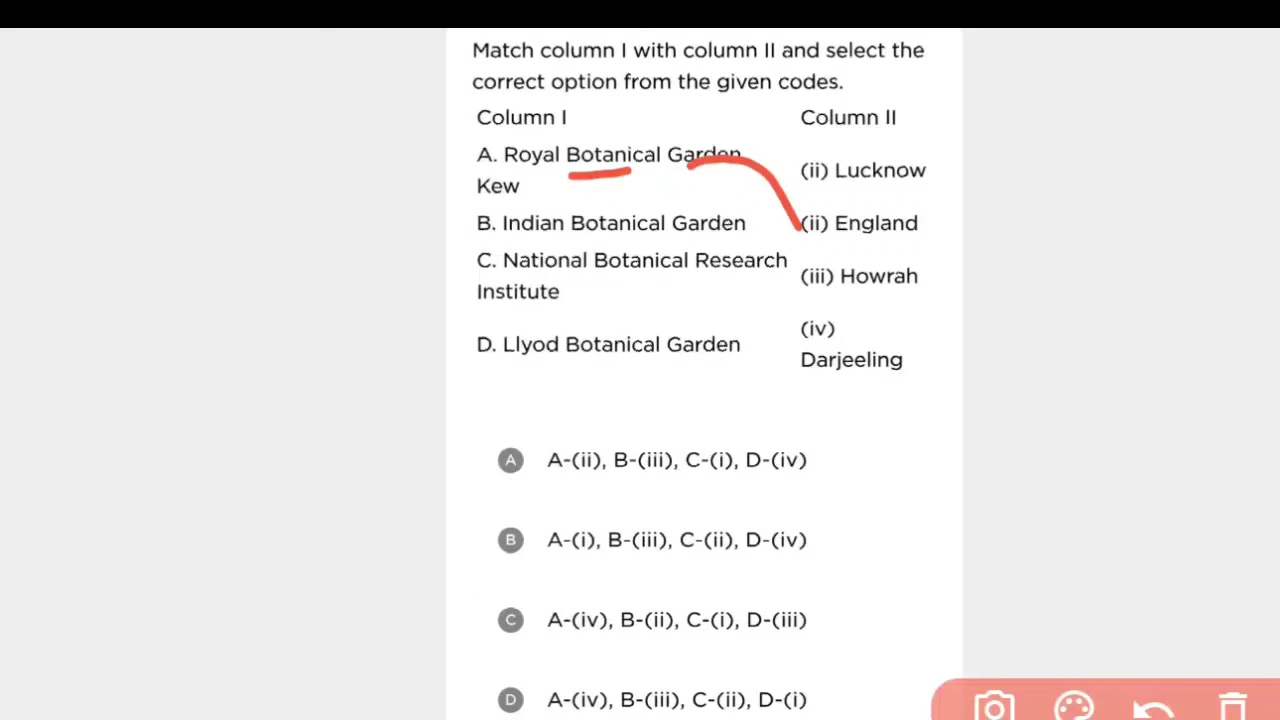 Match column I with column II and select the
correct option from the given codes.
Column I
Column II
A. Royal Botanical Garden
Kew
(ii) Lucknow
B. Indian Botanical Garden
(ii) England
C. National Botanical Research
Institute
(iii) Howrah
D. Llyod Botanical Garden
(iv)
Darjeeling
A A-(ii), B-(iii), C-(i), D-(iv)
B A-(i), B-(iii), C-(ii), D-(iv)
C A-(iv), B-(ii), C-(i), D-(iii)
D A-(iv), B-(iii), C-(ii), D-(i)